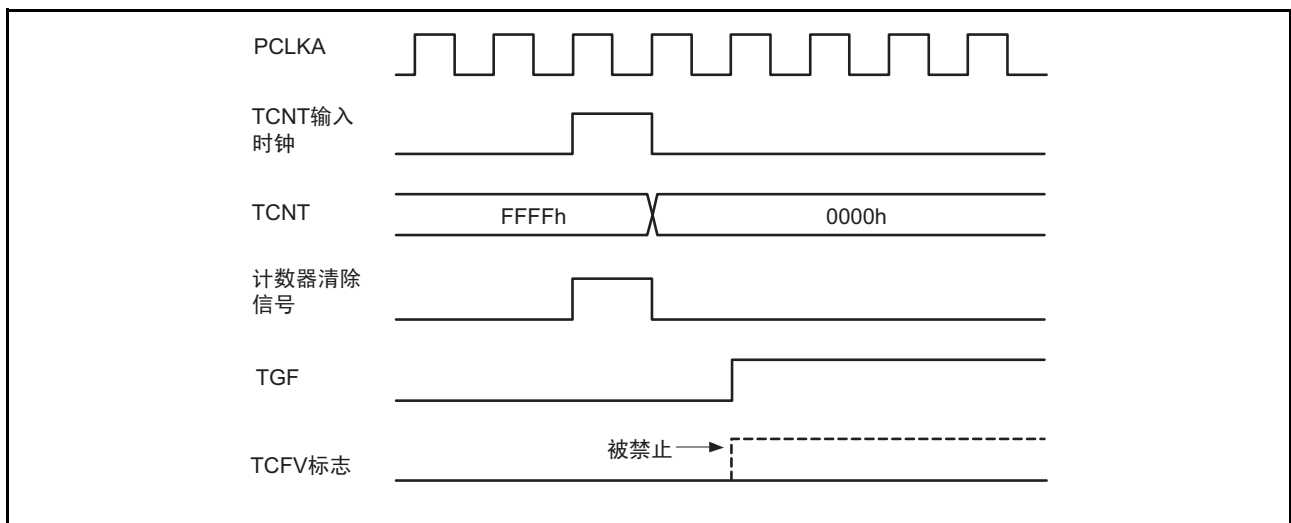 PCLKA
TCNT输入
时钟
TCNT
FFFFh
0000h
计数器清除
信号
TGF
被禁止
TCFV标志